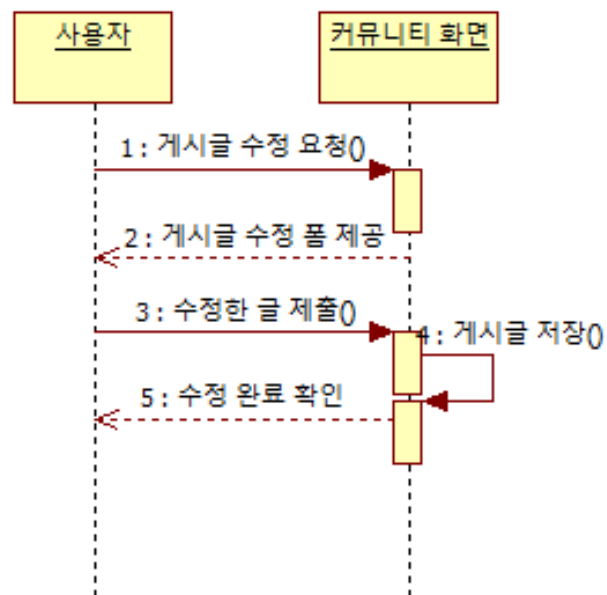 사용자
커뮤니티 화면
1 : 게시글 수정 요청()
2 : 게시글 수정 폼 제공
3 : 수정한 글 제출()
4 : 게시글 저장()
5 : 수정 완료 확인